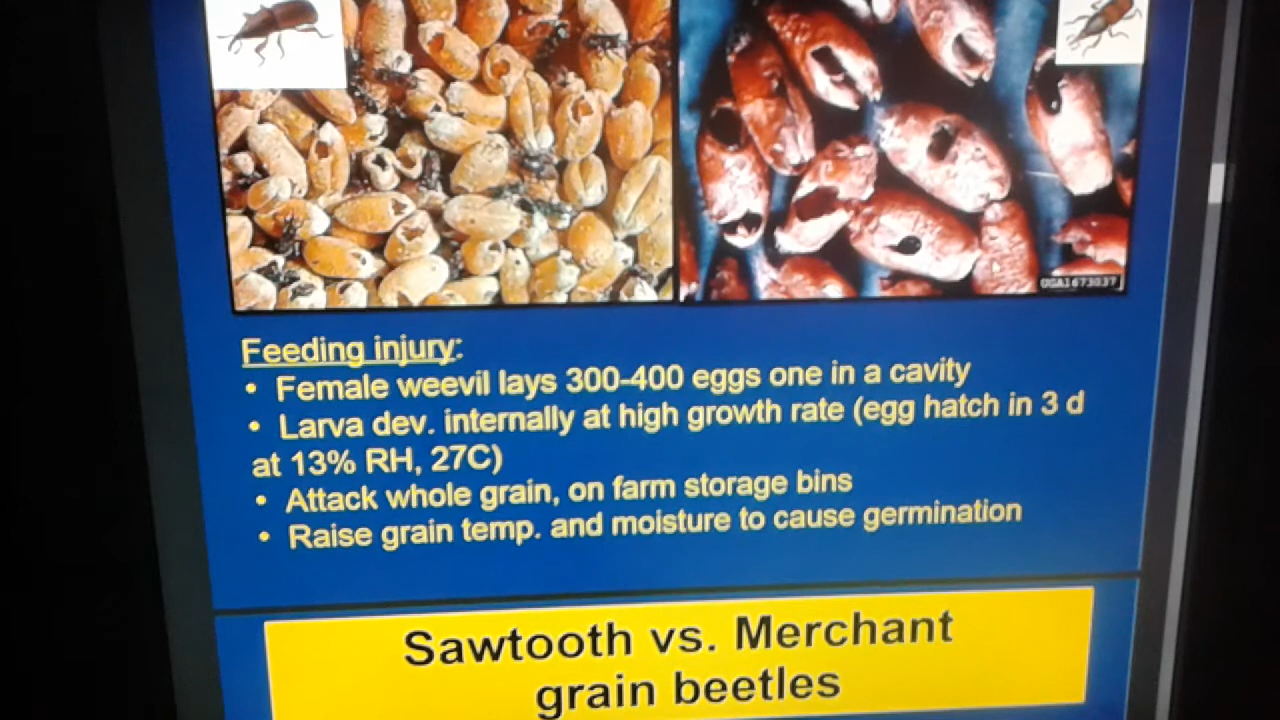 UGA1673037
Feeding injury:
• Female weevil lays 300-400 eggs one in a cavity
• Larva dev. internally at high growth rate (egg hatch in 3 d
at 13% RH, 27C)
• Attack whole grain, on farm storage bins
• Raise grain temp. and moisture to cause germination
Sawtooth vs. Merchant
grain beetles